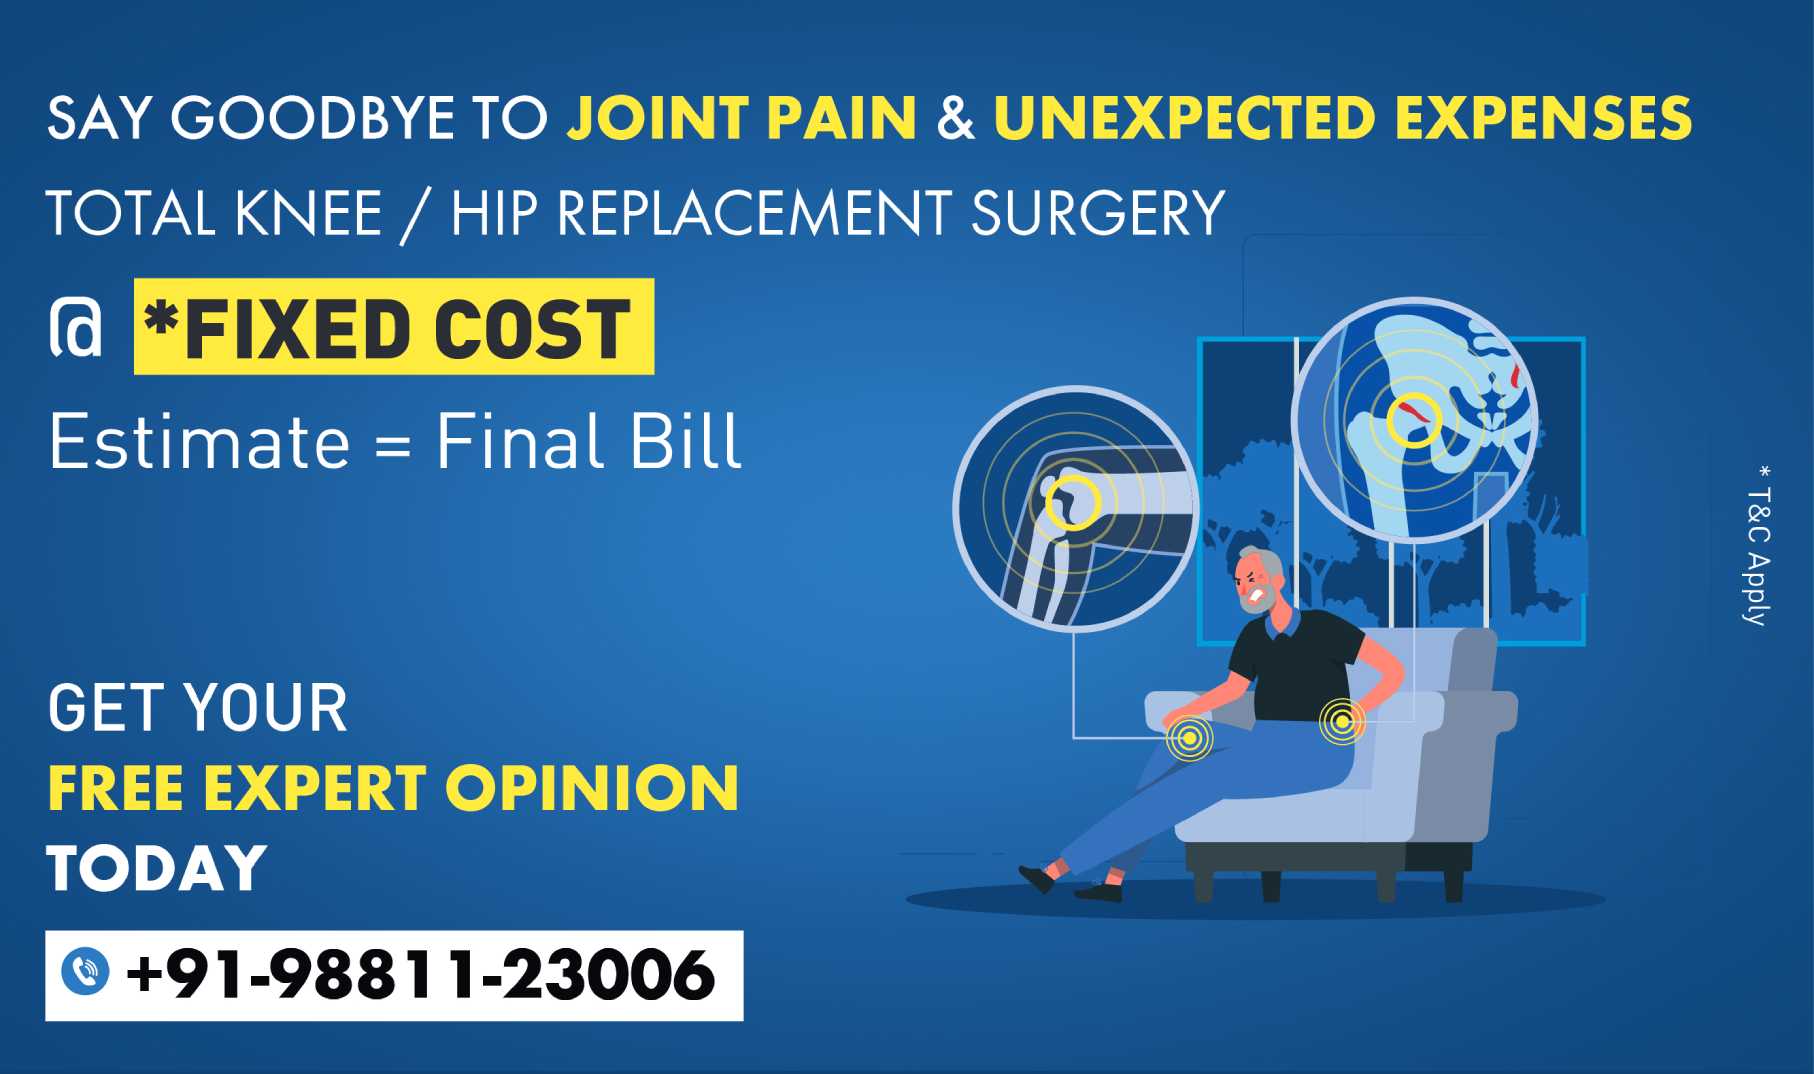 SAY GOODBYE TO JOINT PAIN & UNEXPECTED EXPENSES
TOTAL KNEE / HIP REPLACEMENT SURGERY
@ *FIXED COST
Estimate = Final Bill
GET YOUR
FREE EXPERT OPINION
TODAY
+91-98811-23006
* T&C Apply